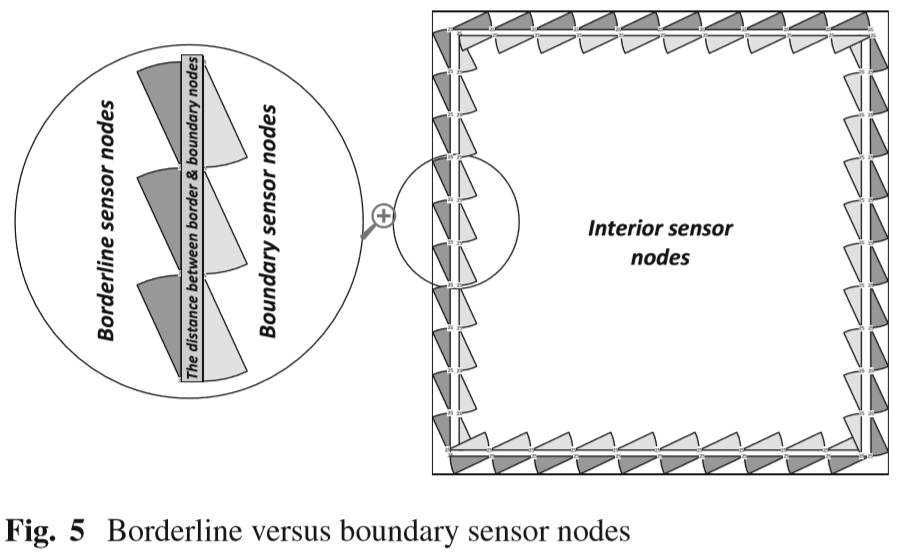 Borderline sensor nodes
The distance between border & boundary nodes
Boundary sensor nodes
Interior sensor
nodes
Fig. 5 Borderline versus boundary sensor nodes